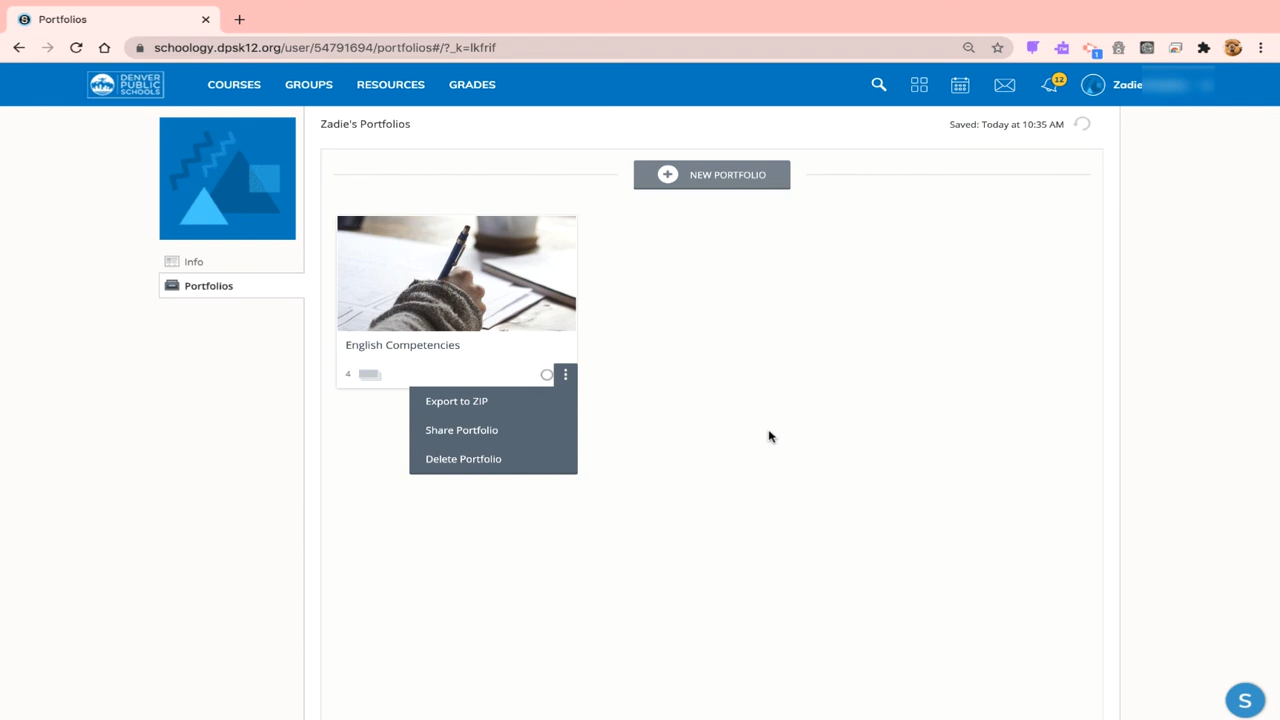 Portfolios
schoology.dpsk12.org/user/54791694/portfolios#/?_k=lkfrif
1
DENVER
PUBLIC
SCHOOLS
COURSES GROUPS RESOURCES GRADES
12
Zadie
Zadie's Portfolios
Saved: Today at 10:35 AM
NEW PORTFOLIO
Info
Portfolios
English Competencies
4
Export to ZIP
Share Portfolio
Delete Portfolio
S